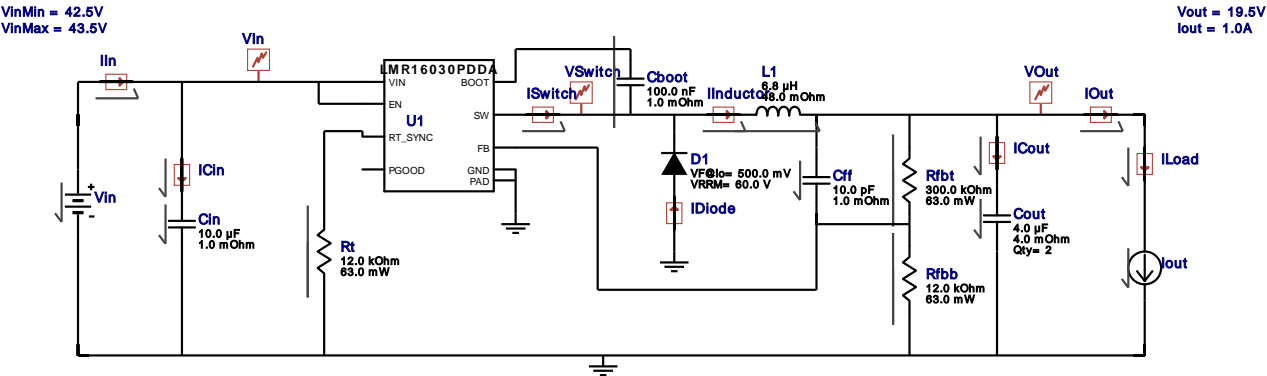 VinMin = 42.5V
VinMax = 43.5V
Vout = 19.5V
Iout = 1.0A
IIn
VIn
LMR16030PDDA
VIN
BOOT
EN
SW
U1
RT_SYNC
FB
PGOOD
GND
PAD
VSwitch
ISwitch
Cboot
100.0 nF
1.0 mOhm
IInductor
L1
6.8 µH
48.0 mOhm
VOut
IOut
ICin
Vin
+
-
Cin
10.0 µF
1.0 mOhm
Rt
12.0 kOhm
63.0 mW
D1
VF@Io= 500.0 mV
VRRM= 60.0 V
IDiode
Cff
10.0 pF
1.0 mOhm
Rfbt
300.0 kOhm
63.0 mW
Rfbb
12.0 kOhm
63.0 mW
ICout
Cout
4.0 µF
4.0 mOhm
Qty= 2
ILoad
Iout